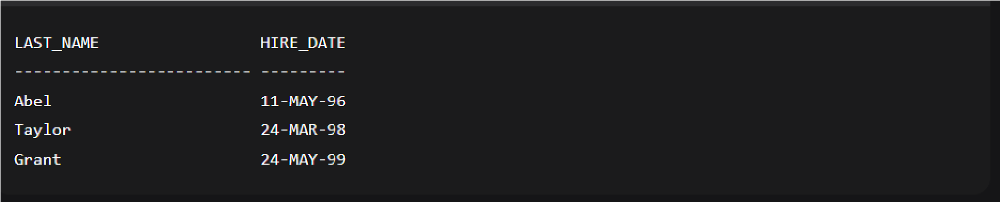 LAST_NAME                 HIRE_DATE
------------------------- ---------
Abel                      11-MAY-96
Taylor                    24-MAR-98
Grant                     24-MAY-99